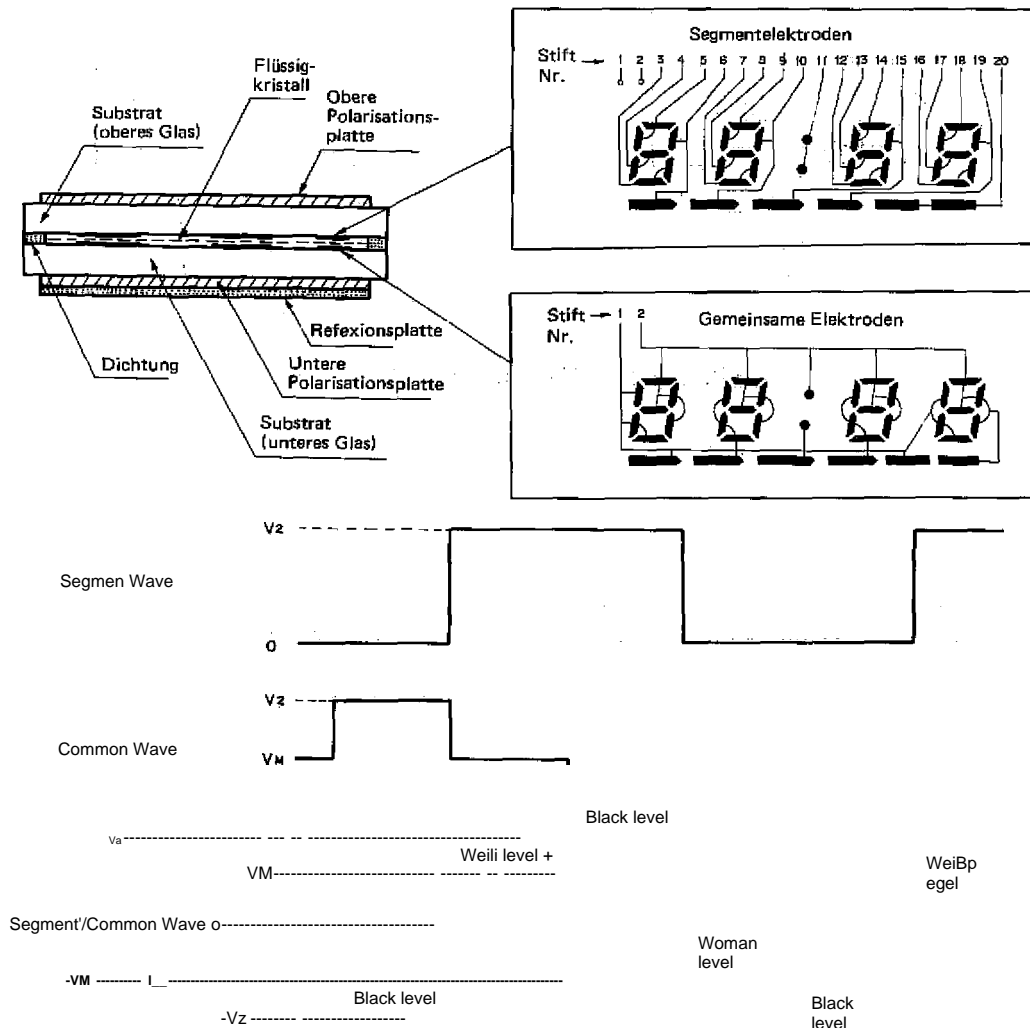 Segmentelektroden
Stift → 1 2 3 4 5 6 7 8 9 10 11 12 13 14 15 16 17 18 19 20
Nr.
Flüssig-
kristall
Obere
Polarisations-
platte
Substrat
(oberes Glas)
Refexionsplatte
Dichtung
Untere
Polarisationsplatte
Substrat
(unteres Glas)
Stift → 1 2
Nr.
Gemeinsame Elektroden
V2
Segmen Wave
0
V2
Common Wave
VM
Black level
Va
Weili level +
VM
WeiBp
egel
Segment'/Common Wave o
Woman
level
-VM
Black level
-Vz
Black
level